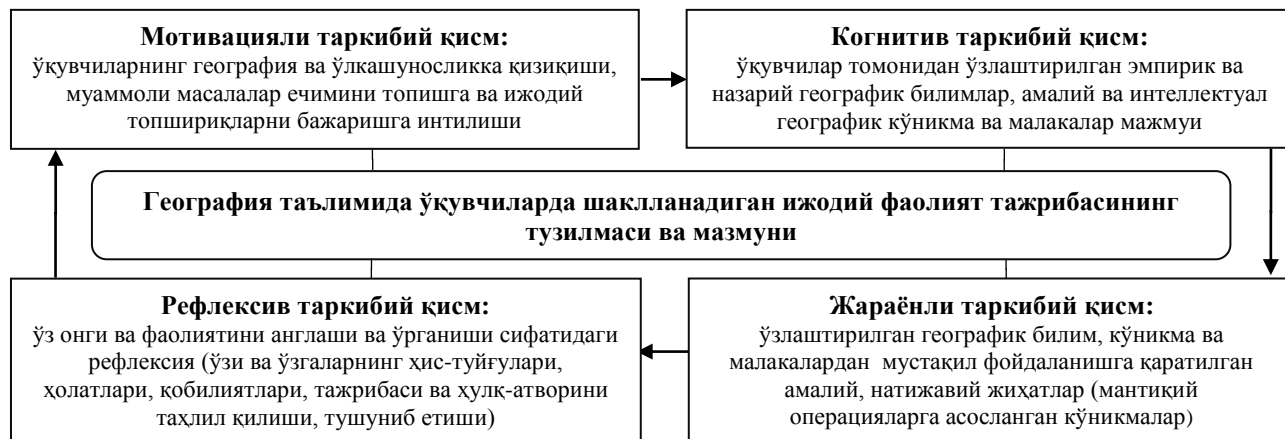 Мотивацияли таркибий қисм:
ўқувчиларнинг география ва ўлкашуносликка қизиқиши,
муаммоли масалалар ечимини топишга ва ижодий
топшириқларни бажаришга интилиши
Когнитив таркибий қисм:
ўқувчилар томонидан ўзлаштирилган эмпирик ва
назарий географик билимлар, амалий ва интеллектуал
географик кўникма ва малакалар мажмуи
География таълимида ўқувчиларда шаклланадиган ижодий фаолият тажрибасининг
тузилмаси ва мазмуни
Рефлексив таркибий қисм:
ўз онги ва фаолиятини англаши ва ўрганиши сифатидаги
рефлексия (ўзи ва ўзгаларнинг ҳис-туйғулари,
ҳолатлари, қобилиятлари, тажрибаси ва хулқ-атворини
таҳлил қилиши, тушуниб етиши)
Жараёнли таркибий қисм:
ўзлаштирилган географик билим, кўникма ва
малакалардан мустақил фойдаланишга қаратилган
амалий, натижавий жиҳатлар (мантиқий
операцияларга асосланган кўникмалар)